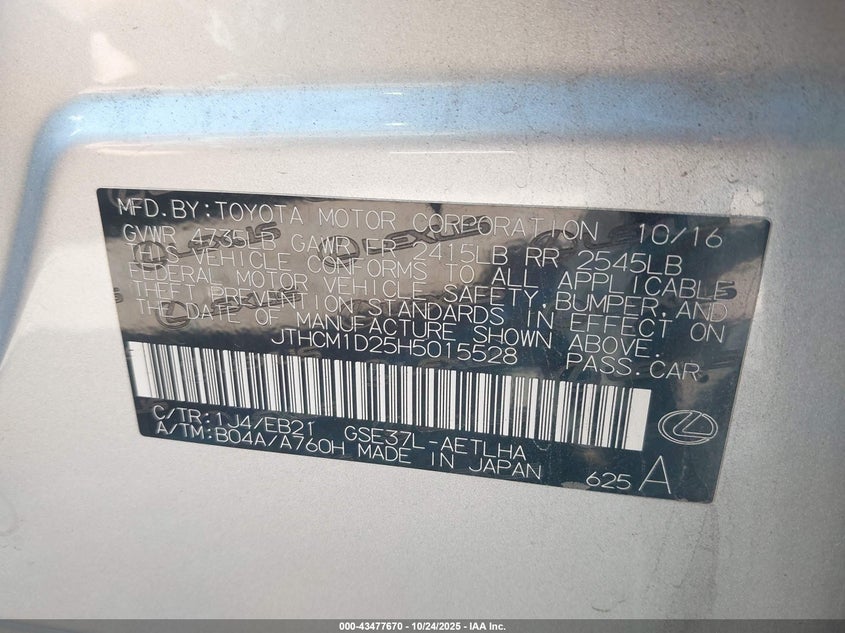 MFD.BY:TOYOTA MOTOR CORPORATION 10/16
GVWR 4735LB GAWR FR 2415LB RR 2545LB
THIS VEHICLE CONFORMS TO ALL APPLICABLE
FEDERAL MOTOR VEHICLE SAFETY,BUMPER,AND
THEFT PREVENTION STANDARDS IN EFFECT ON
THE DATE OF MANUFACTURE SHOWN ABOVE.
JTHCM1D25H5015528 PASS.CAR
C/TR:1J4/EB21 GSE37L-AETLHA
A/TM:B04A/A760H MADE IN JAPAN 625 A
LEXUS
LEXUS
LEXUS
000-43477670 - 10/24/2025 - IAA Inc.